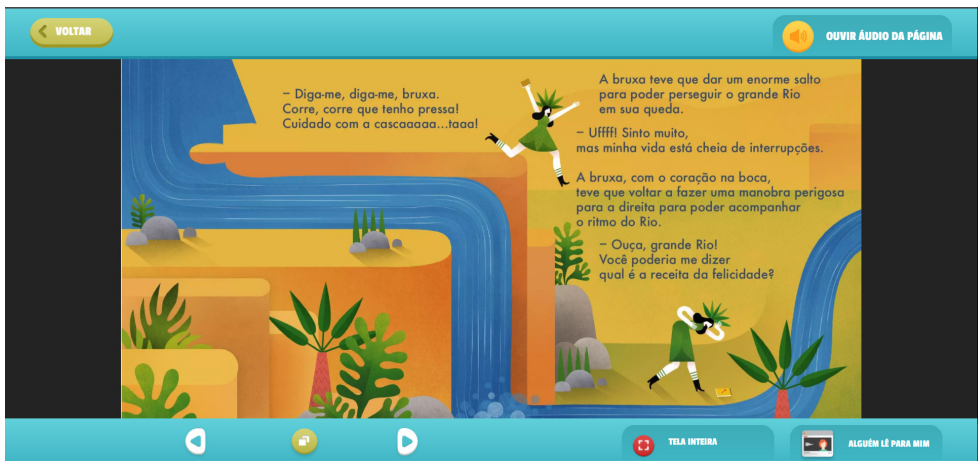 VOLTAR
OUVIR ÁUDIO DA PÁGINA
– Diga-me, diga-me, bruxa.
Corre, corre que tenho pressa!
Cuidado com a cascaaaaa...taaa!
A bruxa teve que dar um enorme salto
para poder perseguir o grande Rio
em sua queda.
– Uffff! Sinto muito,
mas minha vida está cheia de interrupções.
A bruxa, com o coração na boca,
teve que voltar a fazer uma manobra perigosa
para a direita para poder acompanhar
o ritmo do Rio.
– Ouça, grande Rio!
Você poderia me dizer
qual é a receita da felicidade?
TELA INTEIRA
ALGUÉM LÊ PARA MIM